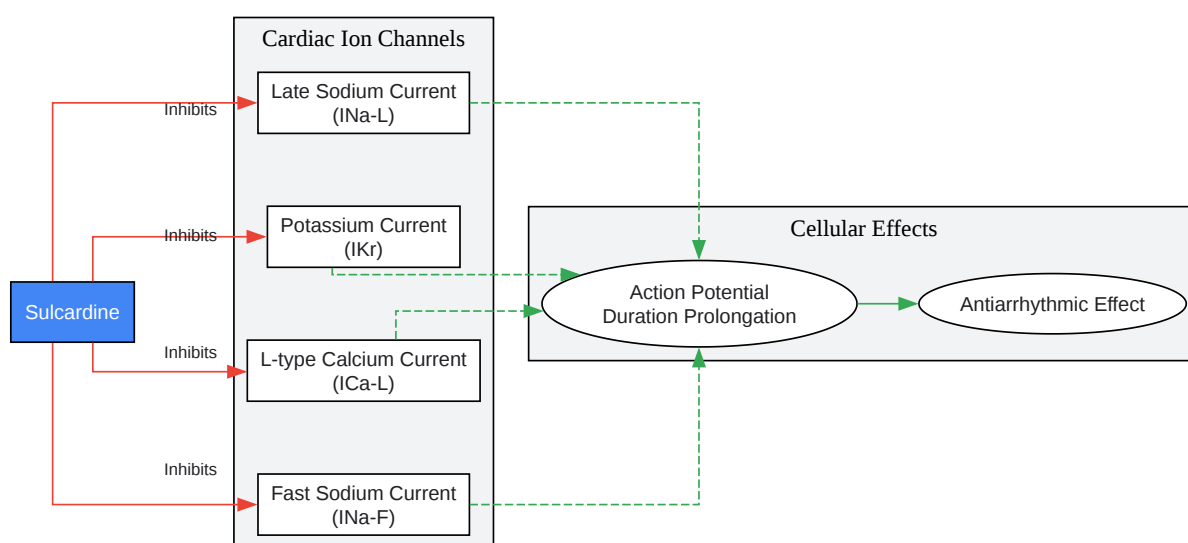 Cardiac Ion Channels
Late Sodium Current
(INa-L)
Inhibits
Potassium Current
(IKr)
Inhibits
Cellular Effects
Sulcardine
Action Potential
Duration Prolongation
Antiarrhythmic Effect
Inhibits
L-type Calcium Current
(ICa-L)
Inhibits
Fast Sodium Current
(INa-F)